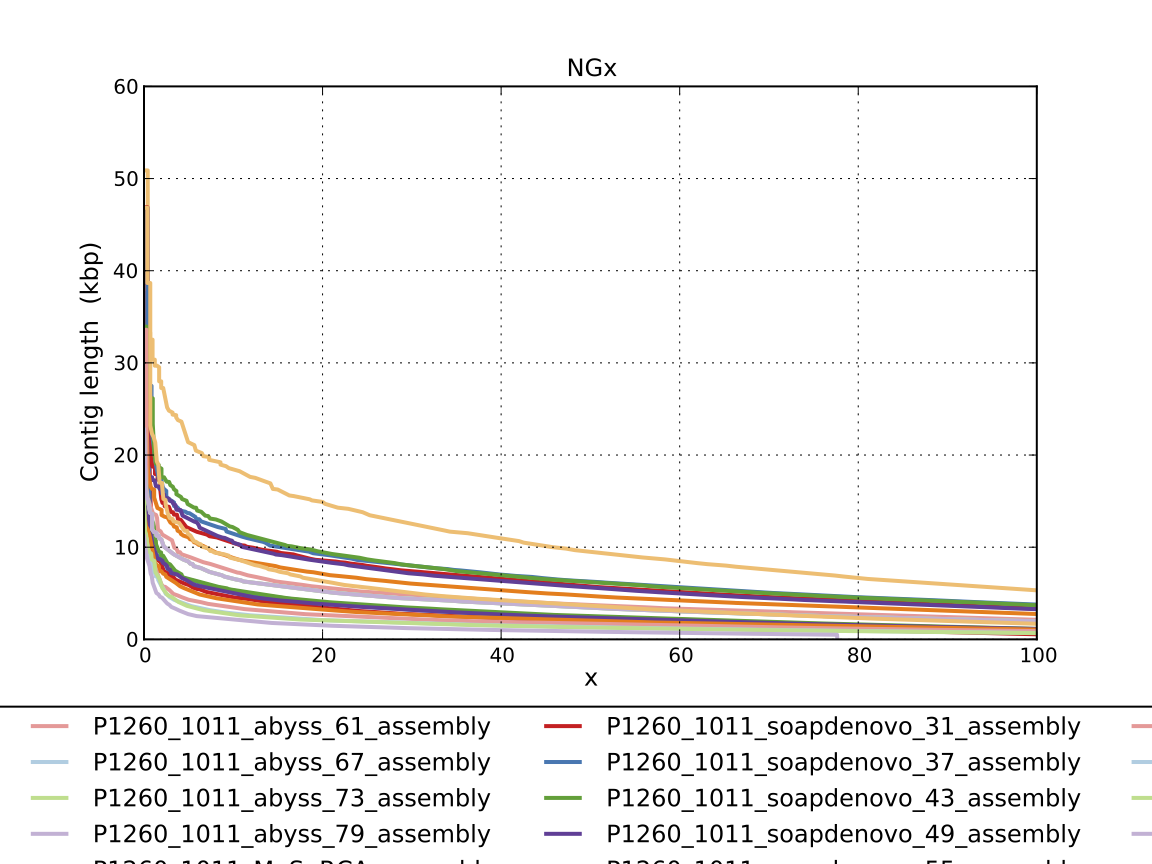 NGx
60
50
40
30
20
10
0
Contig length (kbp)
0 20 40 60 80 100
x
P1260_1011_abyss_61_assembly P1260_1011_soapdenovo_31_assembly
P1260_1011_abyss_67_assembly P1260_1011_soapdenovo_37_assembly
P1260_1011_abyss_73_assembly P1260_1011_soapdenovo_43_assembly
P1260_1011_abyss_79_assembly P1260_1011_soapdenovo_49_assembly